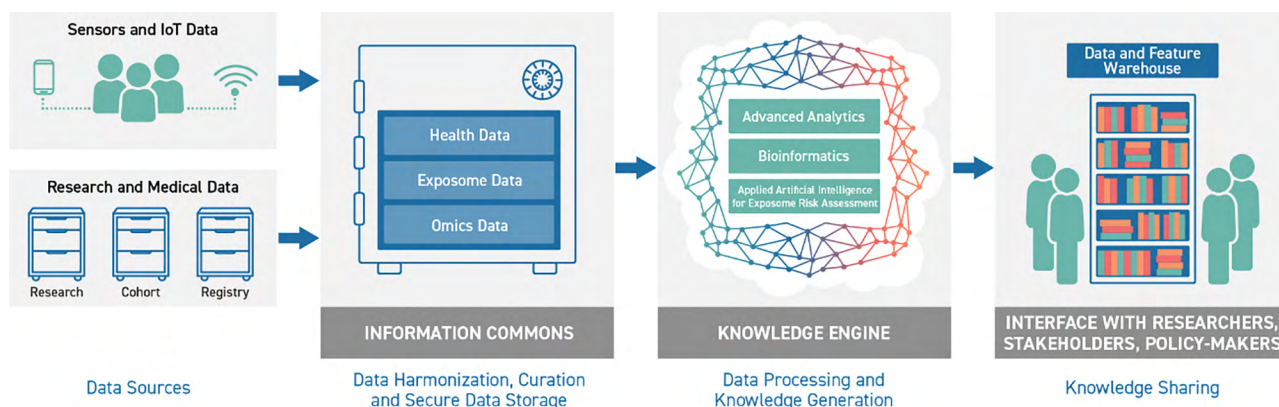 Sensors and IoT Data
Research and Medical Data
Research
Cohort
Registry
Data Sources
Health Data
Exposome Data
Omics Data
INFORMATION COMMONS
Data Harmonization, Curation
and Secure Data Storage
Advanced Analytics
Bioinformatics
Applied Artificial Intelligence
for Exposome Risk Assessment
KNOWLEDGE ENGINE
Data Processing and
Knowledge Generation
Data and Feature
Warehouse
INTERFACE WITH RESEARCHERS,
STAKEHOLDERS, POLICY-MAKERS
Knowledge Sharing